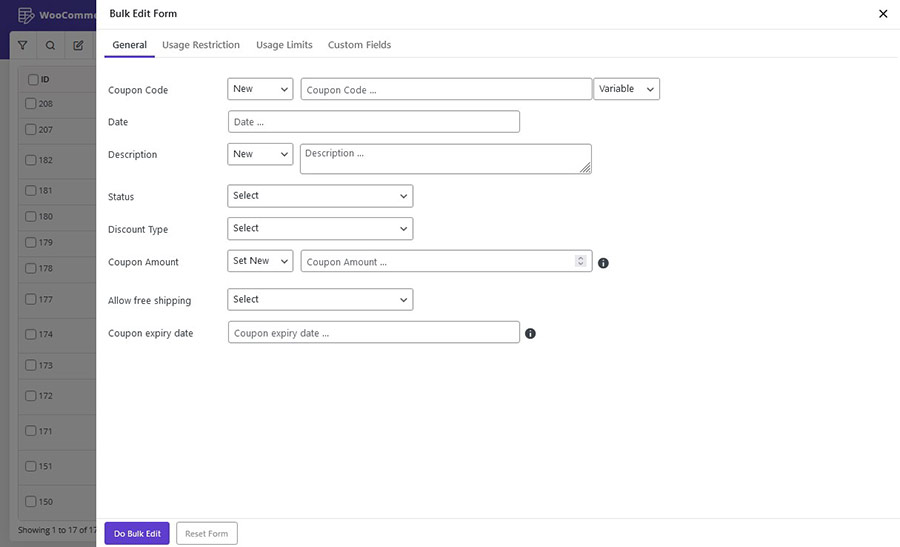 WooComme
Bulk Edit Form
General Usage Restriction Usage Limits Custom Fields
ID
208
207
182
181
180
179
178
177
174
173
172
171
151
150
Showing 1 to 17 of 17
Coupon Code New Coupon Code ... Variable
Date Date ...
Description New Description ...
Status Select
Discount Type Select
Coupon Amount Set New Coupon Amount ...
Allow free shipping Select
Coupon expiry date Coupon expiry date ...
Do Bulk Edit Reset Form